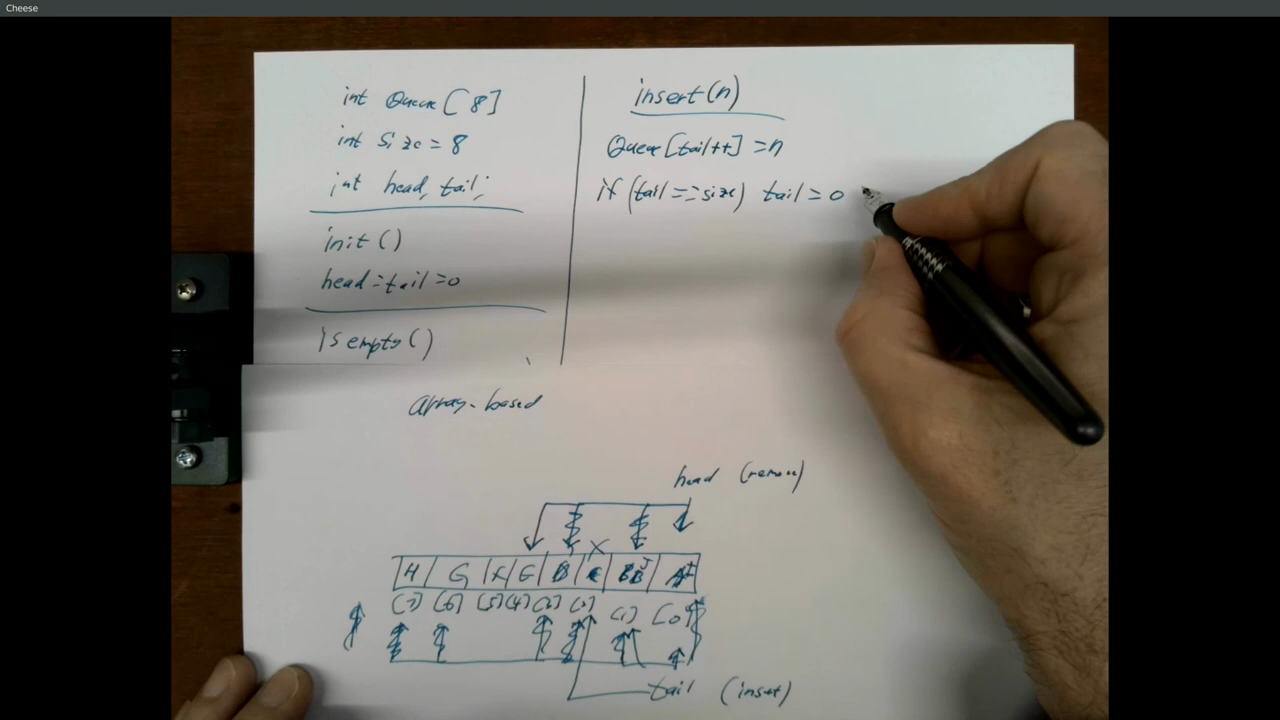 Cheese
int Queue[8]
int size=8
int head, tail;
init()
head=tail=0
isempty()
insert(n)
Queue[tail++]=n
if (tail==size) tail=0
array-based
head (remove)
H G E B
(7) (6) (5) (4) (3) (2) (1) (0)
tail (insert)